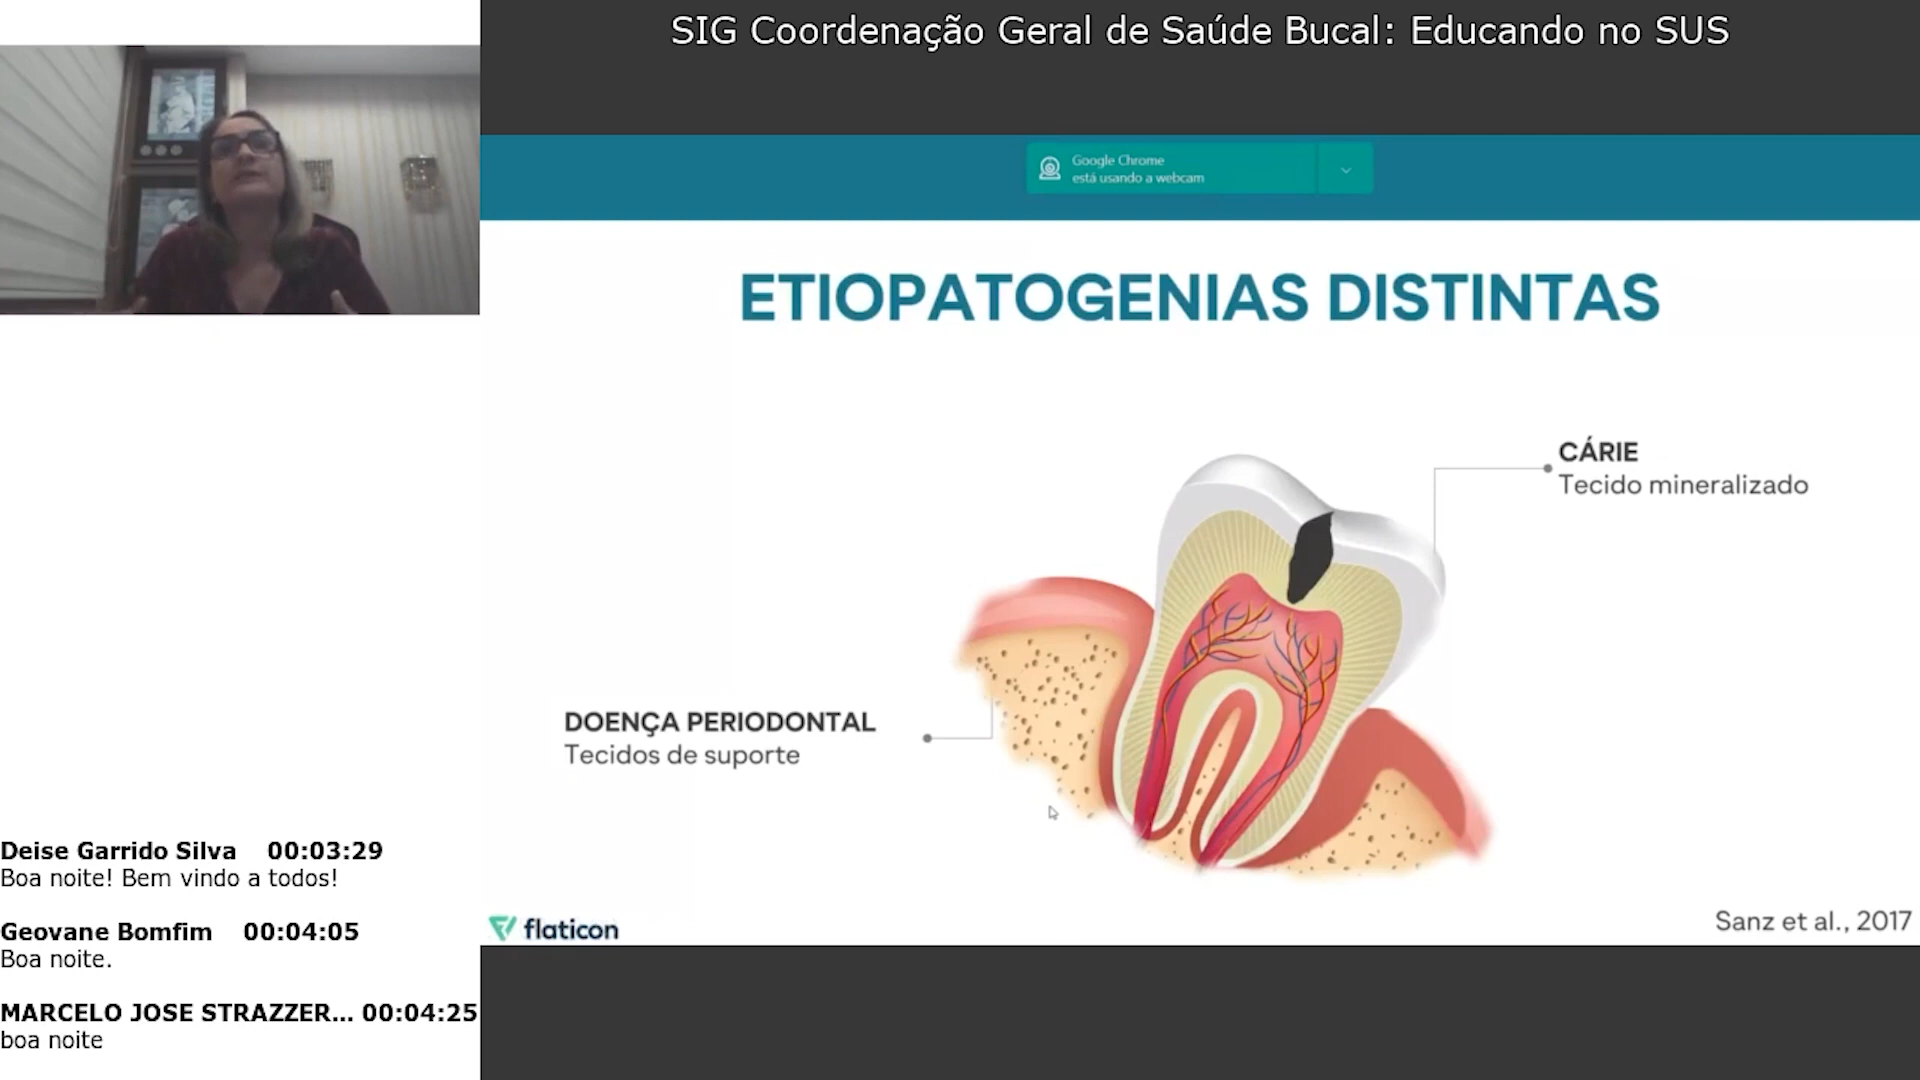 SIG Coordenação Geral de Saúde Bucal: Educando no SUS
Google Chrome
está usando a webcam
ETIOPATOGENIAS DISTINTAS
CÁRIE
Tecido mineralizado
DOENÇA PERIODONTAL
Tecidos de suporte
flaticon
Sanz et al., 2017
Deise Garrido Silva 00:03:29
Boa noite! Bem vindo a todos!
Geovane Bomfim 00:04:05
Boa noite.
MARCELO JOSE STRAZZER... 00:04:25
boa noite